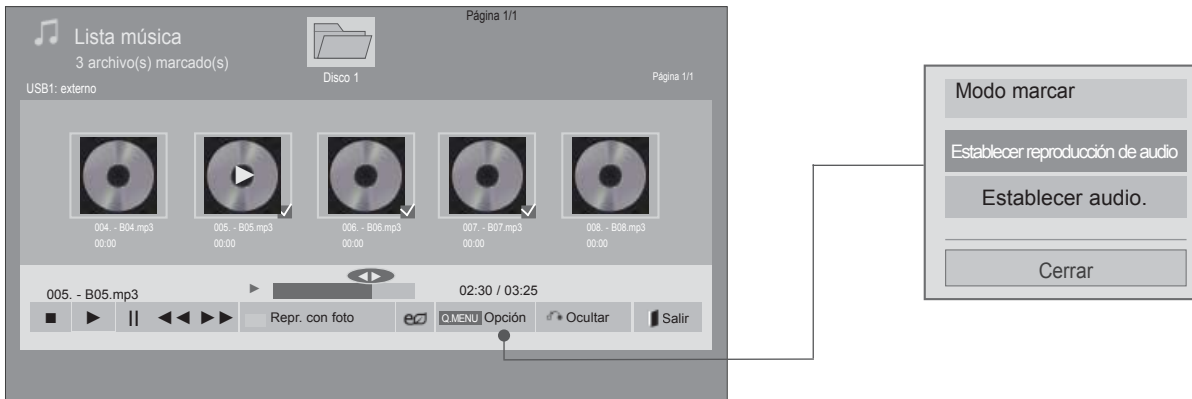 Página 1/1
Lista música
3 archivo(s) marcado(s)
Disco 1
Página 1/1
USB1: externo
004. - B04.mp3
00:00
005. - B05.mp3
00:00
006. - B06.mp3
00:00
007. - B07.mp3
00:00
008. - B08.mp3
00:00
005. - B05.mp3
02:30 / 03:25
Repr. con foto
Q.MENU Opción
Ocultar
Salir
Modo marcar
Establecer reproducción de audio
Establecer audio.
Cerrar